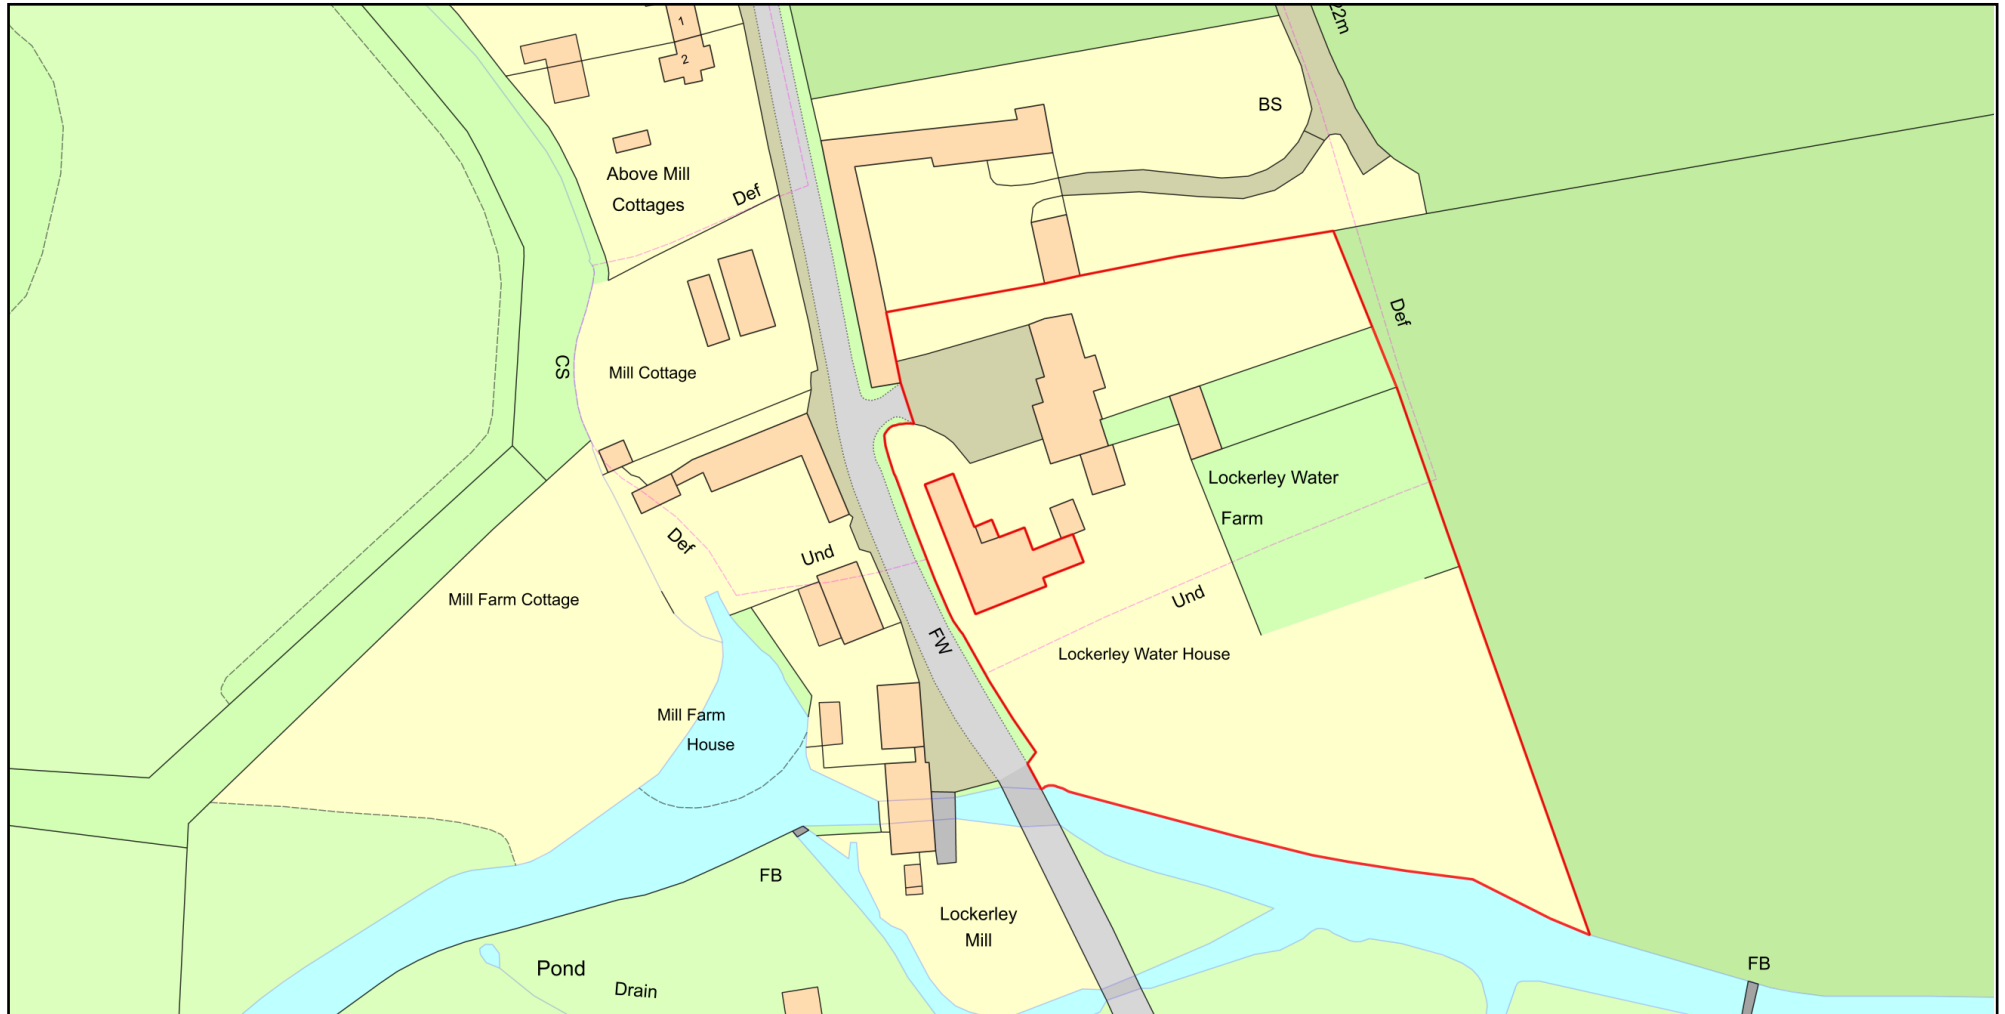 1
2
22m
BS
Above Mill
Cottages
Def
Def
CS
Mill Cottage
Lockerley Water
Farm
Def
Und
Mill Farm Cottage
Und
FW
Lockerley Water House
Mill Farm
House
FB
Lockerley
Mill
Pond
Drain
FB